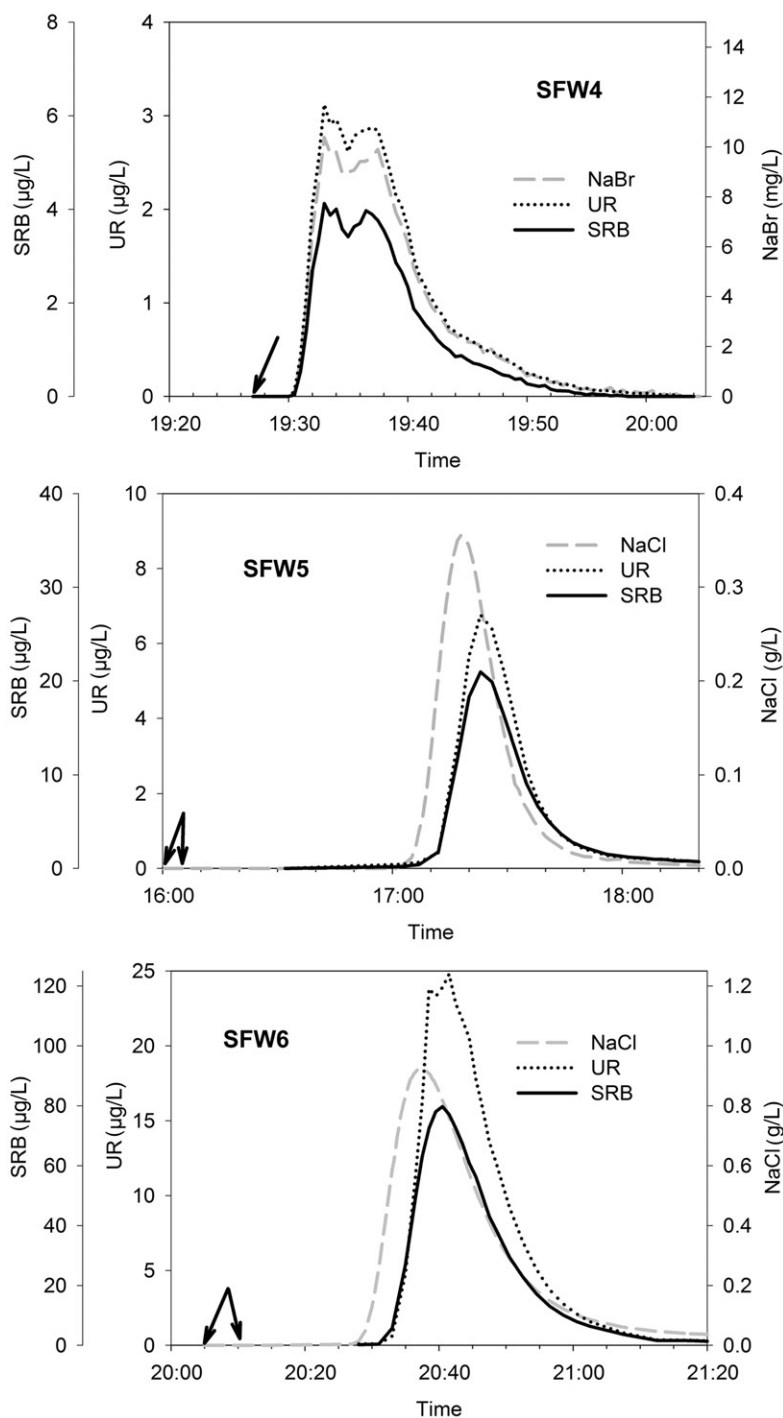 SFW4
SRB (µg/L)
8
6
4
2
0
UR (µg/L)
4
3
2
1
0
NaBr
UR
SRB
14
12
10
8
6
4
2
0
NaBr (mg/L)
19:20 19:30 19:40 19:50 20:00
Time
SFW5
SRB (µg/L)
40
30
20
10
0
UR (µg/L)
10
8
6
4
2
0
NaCl
UR
SRB
0.4
0.3
0.2
0.1
0.0
NaCl (g/L)
16:00 17:00 18:00
Time
SFW6
SRB (µg/L)
120
100
80
60
40
20
0
UR (µg/L)
25
20
15
10
5
0
NaCl
UR
SRB
1.2
1.0
0.8
0.6
0.4
0.2
0.0
NaCl (g/L)
20:00 20:20 20:40 21:00 21:20
Time